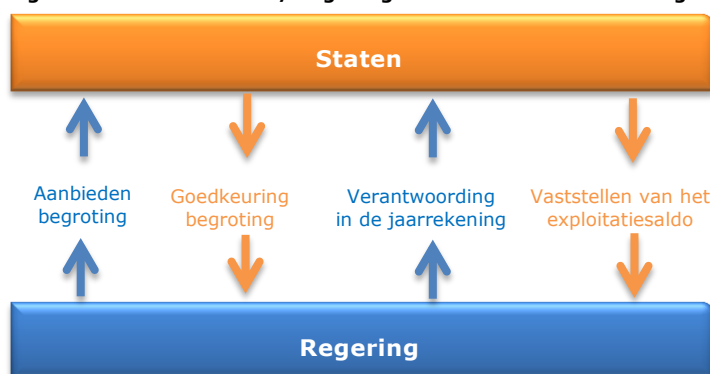 Staten
Aanbieden
begroting
Goedkeuring
begroting
Verantwoording
in de jaarrekening
Vaststellen van het
exploitatiesaldo
Regering